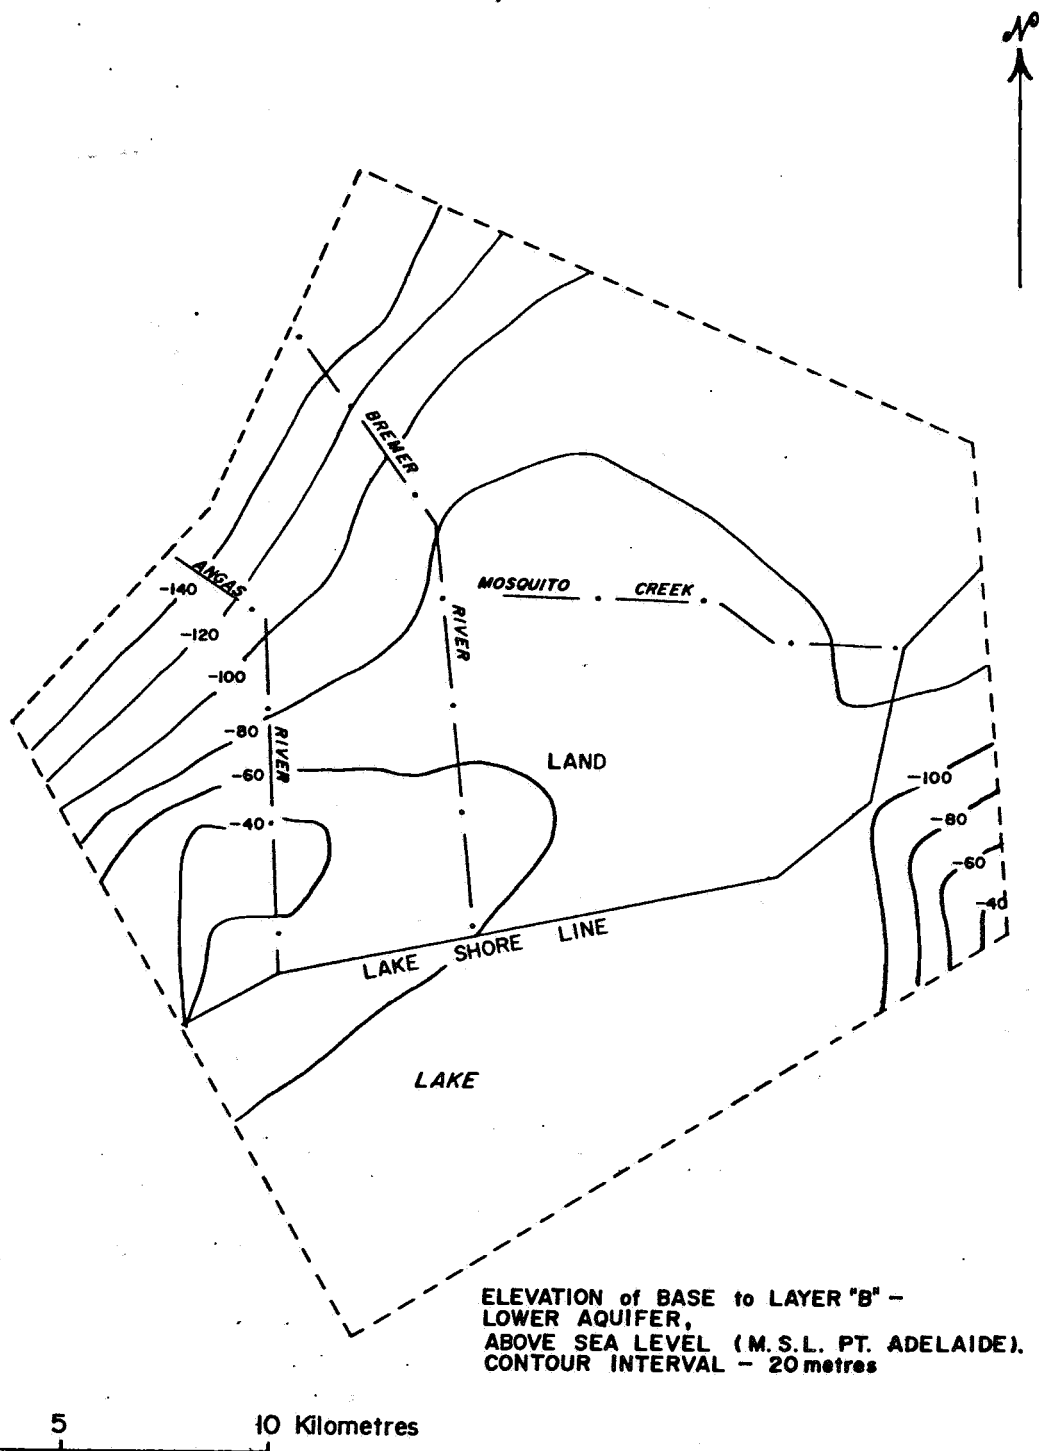 N
BREMER
ANGAS
MOSQUITO CREEK
RIVER
-140
-120
-100
-80
RIVER
-60
-40
LAND
-100
-80
-60
-40
LAKE SHORE LINE
LAKE
ELEVATION of BASE to LAYER "B" -
LOWER AQUIFER,
ABOVE SEA LEVEL (M.S.L. PT. ADELAIDE).
CONTOUR INTERVAL - 20 metres
5 10 Kilometres